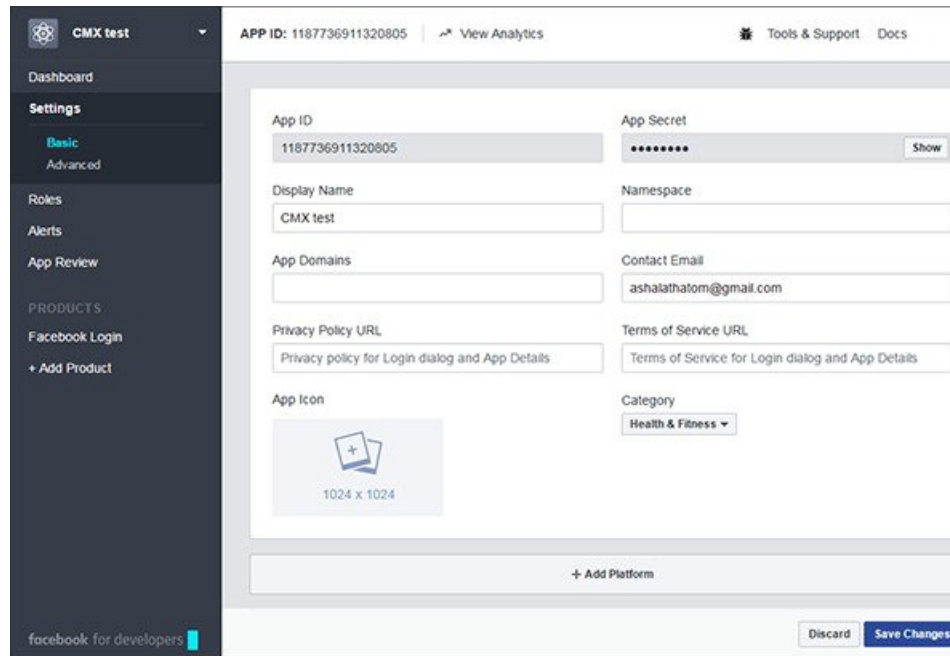 CMX test
APP ID: 1187736911320805
View Analytics
Tools & Support
Docs
Dashboard
Settings
Basic
Advanced
Roles
Alerts
App Review
PRODUCTS
Facebook Login
+ Add Product
App ID
1187736911320805
App Secret
••••••••
Show
Display Name
CMX test
Namespace
App Domains
Contact Email
ashalathatom@gmail.com
Privacy Policy URL
Privacy policy for Login dialog and App Details
Terms of Service URL
Terms of Service for Login dialog and App Details
App Icon
1024 x 1024
Category
Health & Fitness
+ Add Platform
facebook for developers
Discard
Save Changes